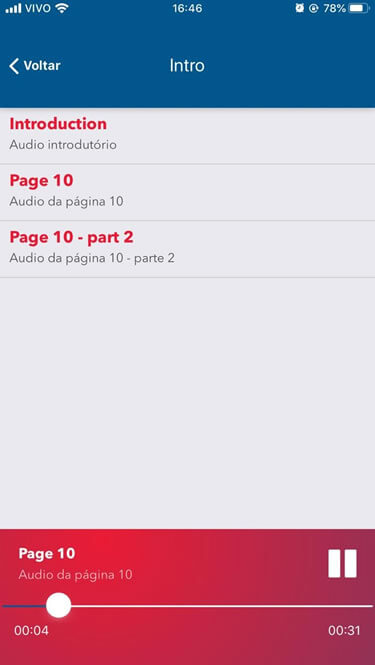 VIVO 16:46 78%
Voltar Intro
Introduction
Audio introdutório
Page 10
Audio da página 10
Page 10 - part 2
Audio da página 10 - parte 2
Page 10
Audio da página 10
00:04 00:31